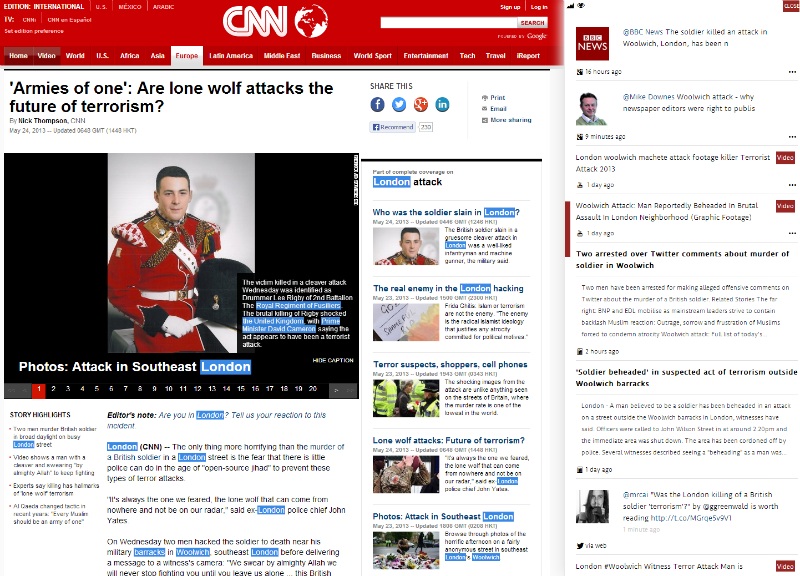 EDITION: INTERNATIONAL U.S. MÉXICO ARABIC
TV: CNNi CNN en Español
Set edition preference
CNN
Sign up Log in
SEARCH
POWERED BY Google
Home Video World U.S. Africa Asia Europe Latin America Middle East Business World Sport Entertainment Tech Travel iReport
'Armies of one': Are lone wolf attacks the
future of terrorism?
By Nick Thompson, CNN
May 24, 2013 -- Updated 0648 GMT (1448 HKT)
SHARE THIS
Recommend 230
Print
Email
More sharing
The victim killed in a cleaver attack
Wednesday was identified as
Drummer Lee Rigby of 2nd Battalion
The Royal Regiment of Fusiliers.
The brutal killing of Rigby shocked
the United Kingdom, with Prime
Minister David Cameron saying the
act appears to have been a terrorist
attack.
HIDE CAPTION
Photos: Attack in Southeast London
1 2 3 4 5 6 7 8 9 10 11 12 13 14 15 16 17 18 19 20
STORY HIGHLIGHTS
Two men murder British soldier
in broad daylight on busy
London street
Video shows a man with a
cleaver and swearing "by
almighty Allah" to keep fighting
Experts say killing has hallmarks
of 'lone wolf' terrorism
Al Qaeda changed tactic in
recent years: "Every Muslim
should be an army of one"
Editor's note: Are you in London? Tell us your reaction to this
incident
London (CNN) -- The only thing more horrifying than the murder of
a British soldier in a London street is the fear that there is little
police can do in the age of "open-source jihad" to prevent these
types of terror attacks.
"It's always the one we feared, the lone wolf that can come from
nowhere and not be on our radar," said ex-London police chief John
Yates
On Wednesday two men hacked the soldier to death near his
military barracks in Woolwich, southeast London before delivering
a message to a witness's camera: "We swear by almighty Allah we
will never stop fighting you until you leave us alone ... this British
Part of complete coverage on
London attack
Who was the soldier slain in London?
May 24, 2013 -- Updated 0446 GMT (1246 HKT)
The British soldier slain in a
gruesome cleaver attack in
London was a well-liked
infantryman and machine
gunner, the military said
The real enemy in the London hacking
May 23, 2013 -- Updated 1500 GMT (2300 HKT)
Frida Ghitis: Islam or terrorism
are not the enemy. "The enemy
is the radical Islamist ideology
that justifies any atrocity
committed for political motives."
Terror suspects, shoppers, cell phones
May 23, 2013 -- Updated 1943 GMT (0343 HKT)
The shocking images from the
attack are unlike anything seen
on the streets of Britain, where
the murder rate is one of the
lowest in the world.
Lone wolf attacks: Future of terrorism?
May 24, 2013 -- Updated 0648 GMT (1448 HKT)
"It's always the one we feared,
the lone wolf that could come
from nowhere and not be on
our radar," said ex London
police chief John Yates.
Photos: Attack in Southeast London
May 23, 2013 -- Updated 1808 GMT (0208 HKT)
Browse through photos of the
horrific afternoon on a fairly
anonymous street in southeast
London's Woolwich
CLOSE
BBC
NEWS
@BBC News The soldier killed an attack in
Woolwich, London, has been n
16 hours ago
@Mike Downes Woolwich attack - why
newspaper editors were right to publis
9 minutes ago
London woolwich machete attack footage killer Terrorist
Attack 2013
Video
1 day ago
Woolwich Attack: Man Reportedly Beheaded In Brutal
Assault In London Neighborhood (Graphic Footage)
Video
1 day ago
Two arrested over Twitter comments about murder of
soldier in Woolwich
Two men have been arrested for making alleged offensive comments on
Twitter about the murder of a British soldier. Related Stories The far
right: BNP and EDL mobilise as mainstream leaders strive to contain
backlash Muslim reaction: Outrage, sorrow and frustration of Muslims
forced to condemn atrocity Woolwich attack: Full list of today's...
2 hours ago
'Soldier beheaded' in suspected act of terrorism outside
Woolwich barracks
London - A man believed to be a soldier has been beheaded in an attack
on a street outside the Woolwich barracks in London, witnesses have
said. Officers were called to John Wilson Street in at around 2.20pm and
the immediate area was shut down. The area has been cordoned off by
police. Several witnesses described seeing a "beheading" as a man was...
1 day ago
@mrcai "Was the London killing of a British
soldier 'terrorism'?" by @ggreenwald is worth
reading http://t.co/MGrqe5v9V1
1 minute ago
via web
London #Woolwich Witness Terror Attack Man is
Video